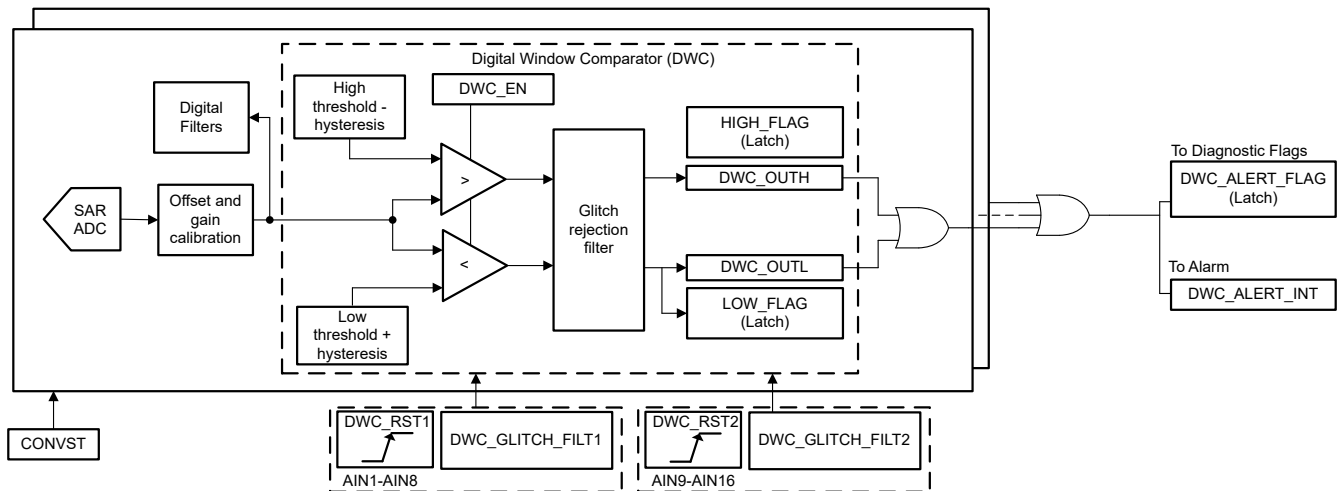 Digital Window Comparator (DWC)
High
threshold -
hysteresis
DWC_EN
Digital
Filters
HIGH_FLAG
(Latch)
To Diagnostic Flags
DWC_ALERT_FLAG
(Latch)
>
DWC_OUTH
SAR
ADC
Offset and
gain
calibration
Glitch
rejection
filter
<
DWC_OUTL
To Alarm
DWC_ALERT_INT
LOW_FLAG
(Latch)
Low
threshold +
hysteresis
CONVST
DWC_RST1
DWC_GLITCH_FILT1
AIN1-AIN8
DWC_RST2
DWC_GLITCH_FILT2
AIN9-AIN16